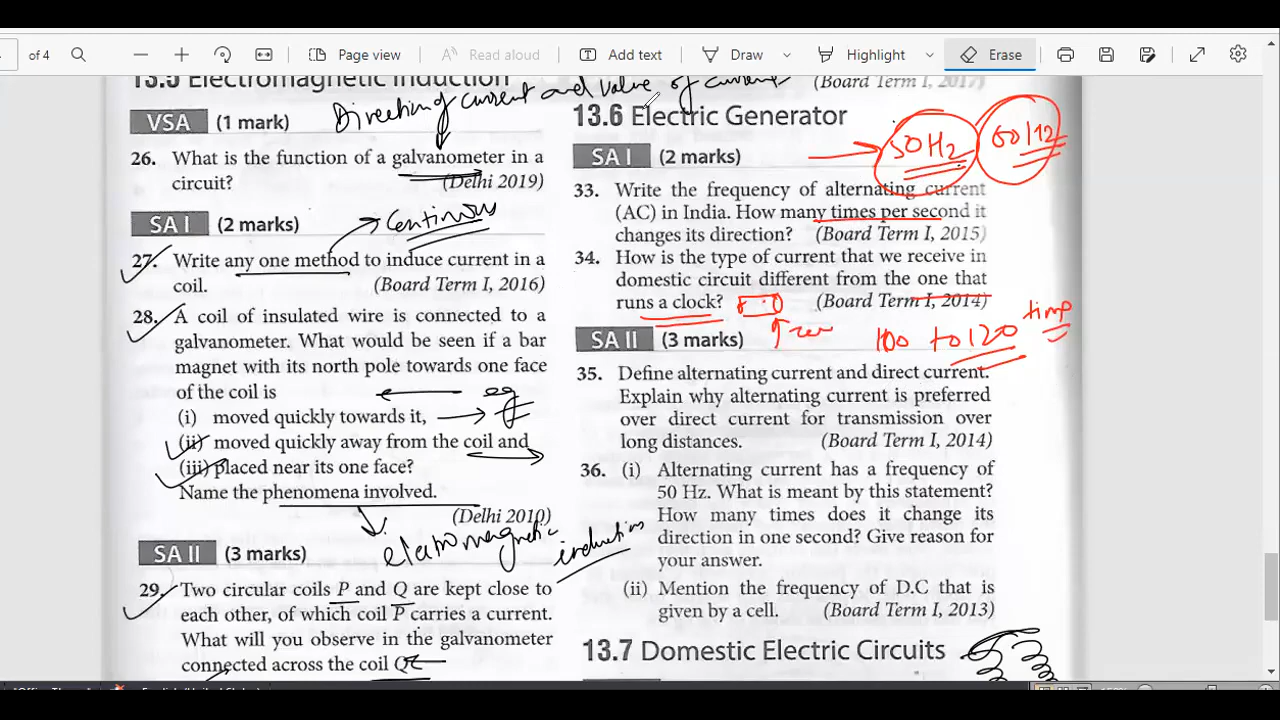 of 4
Page view
Read aloud
Add text
Draw
Highlight
Erase
13.5 Electromagnetic Induction
Direction of current and value of current
VSA (1 mark)
26. What is the function of a galvanometer in a
circuit? (Delhi 2019)
SA I (2 marks)
Continous
27. Write any one method to induce current in a
coil. (Board Term I, 2016)
28. A coil of insulated wire is connected to a
galvanometer. What would be seen if a bar
magnet with its north pole towards one face
of the coil is
(i) moved quickly towards it,
(ii) moved quickly away from the coil and
(iii) placed near its one face?
Name the phenomena involved.
(Delhi 2010)
electromagnetic induction
SA II (3 marks)
29. Two circular coils P and Q are kept close to
each other, of which coil P carries a current.
What will you observe in the galvanometer
connected across the coil Q
(Board Term I, 2017)
13.6 Electric Generator
50 Hz
SA I (2 marks)
33. Write the frequency of alternating current
(AC) in India. How many times per second it
changes its direction? (Board Term I, 2015)
34. How is the type of current that we receive in
domestic circuit different from the one that
runs a clock? (Board Term I, 2014)
100 to 120
SA II (3 marks)
35. Define alternating current and direct current.
Explain why alternating current is preferred
over direct current for transmission over
long distances. (Board Term I, 2014)
36. (i) Alternating current has a frequency of
50 Hz. What is meant by this statement?
How many times does it change its
direction in one second? Give reason for
your answer.
(ii) Mention the frequency of D.C that is
given by a cell. (Board Term I, 2013)
13.7 Domestic Electric Circuits